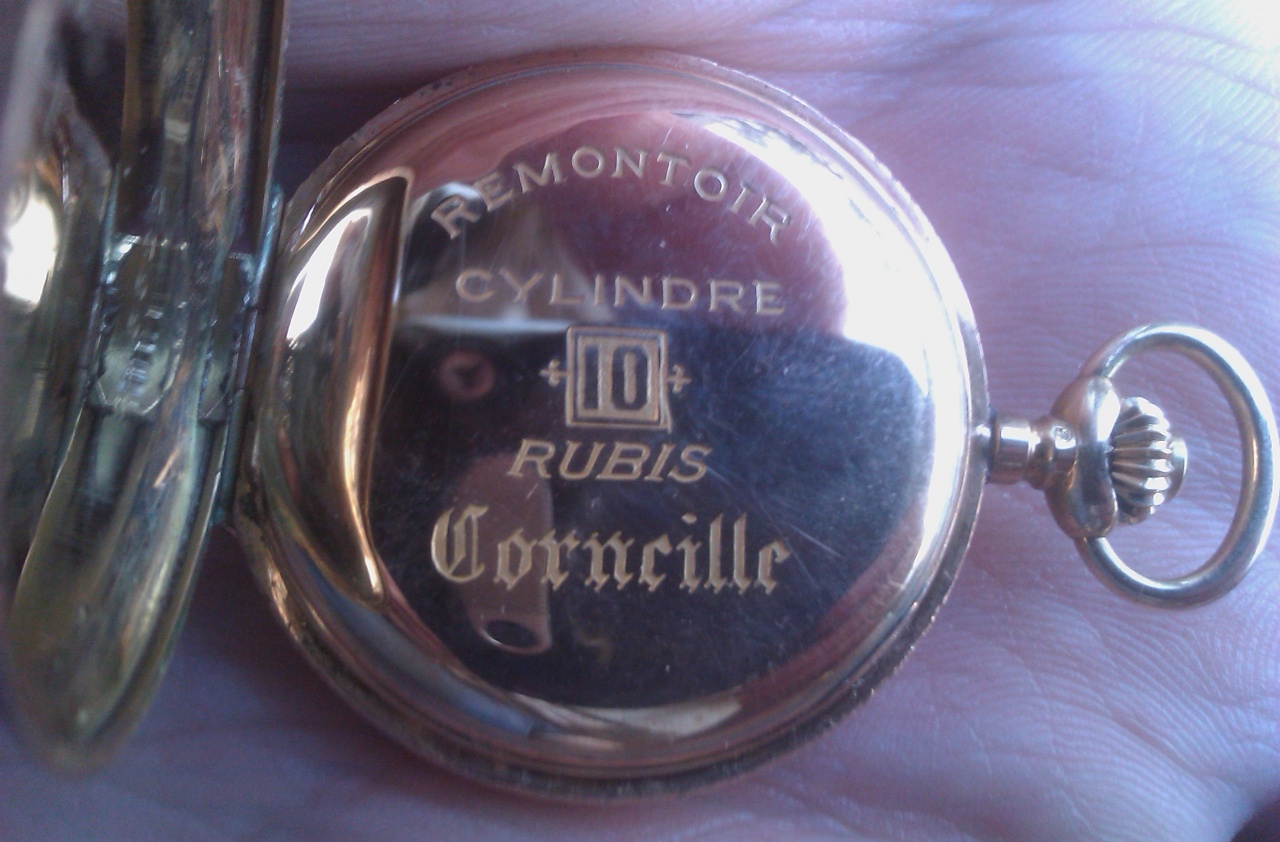 REMONTOIR
CYLINDRE
10
RUBIS
Corneille